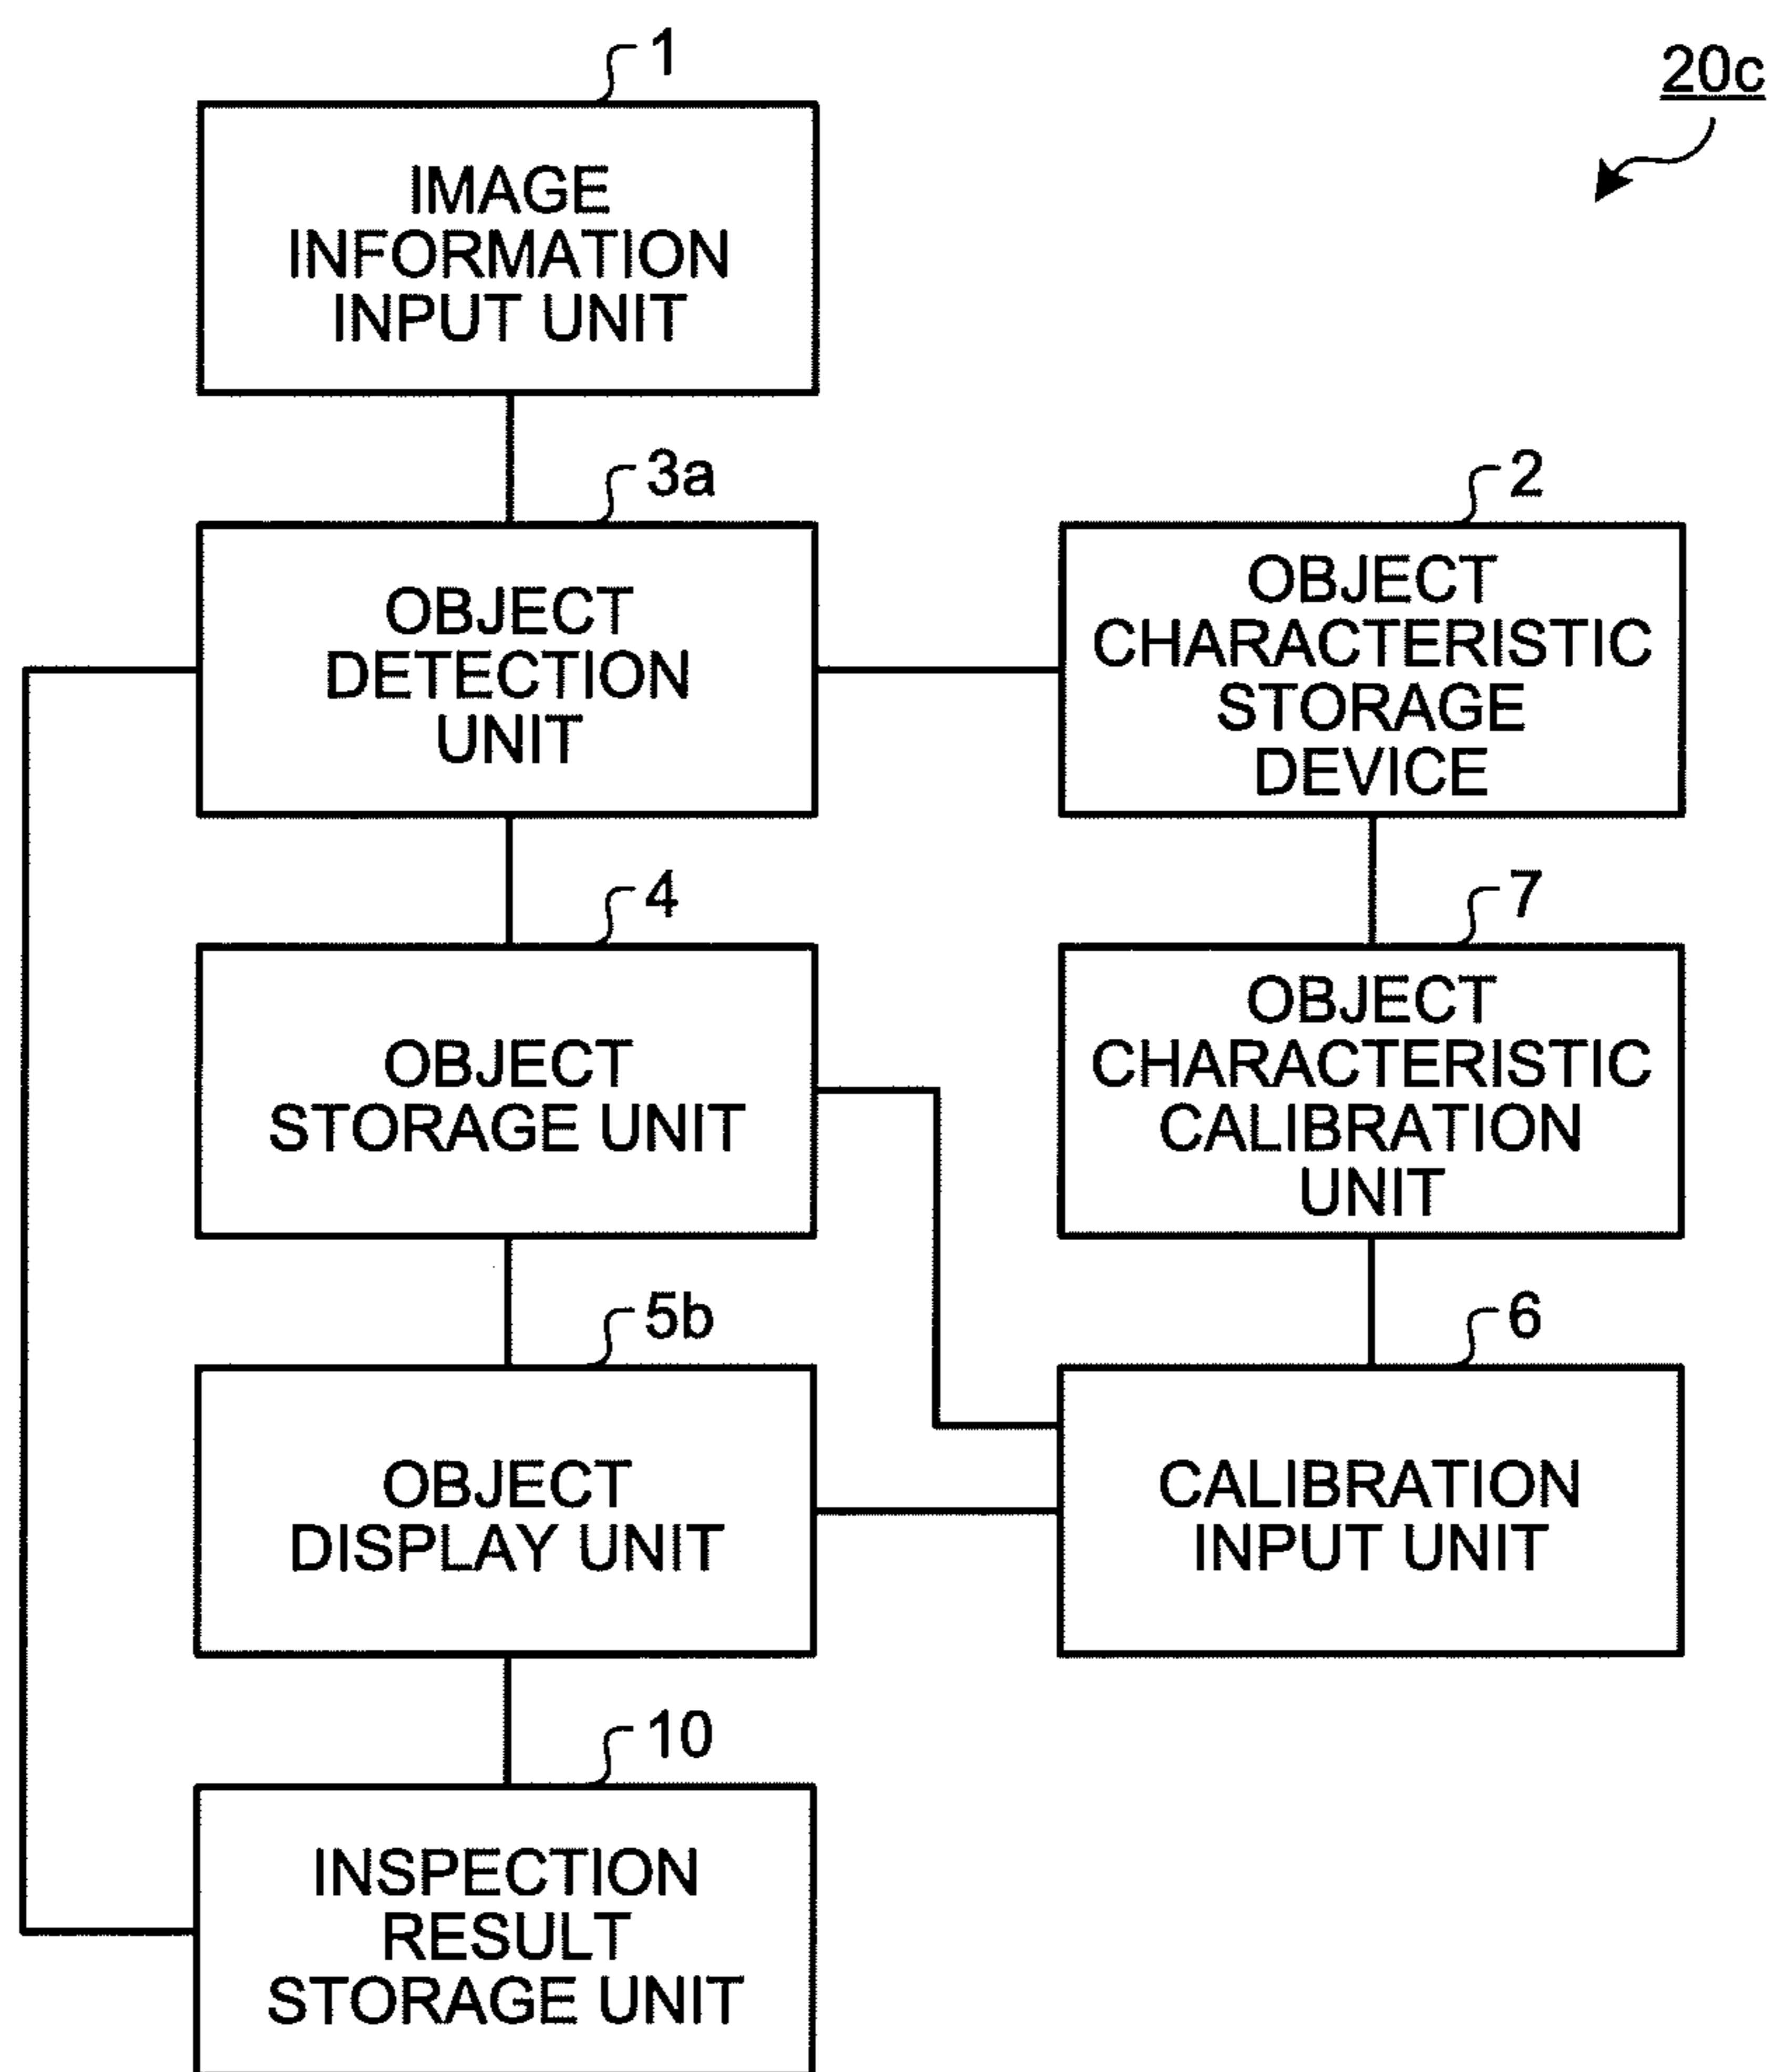 1
20c
IMAGE
INFORMATION
INPUT UNIT
3a
OBJECT
DETECTION
UNIT
2
OBJECT
CHARACTERISTIC
STORAGE
DEVICE
4
OBJECT
STORAGE UNIT
7
OBJECT
CHARACTERISTIC
CALIBRATION
UNIT
5b
OBJECT
DISPLAY UNIT
6
CALIBRATION
INPUT UNIT
10
INSPECTION
RESULT
STORAGE UNIT